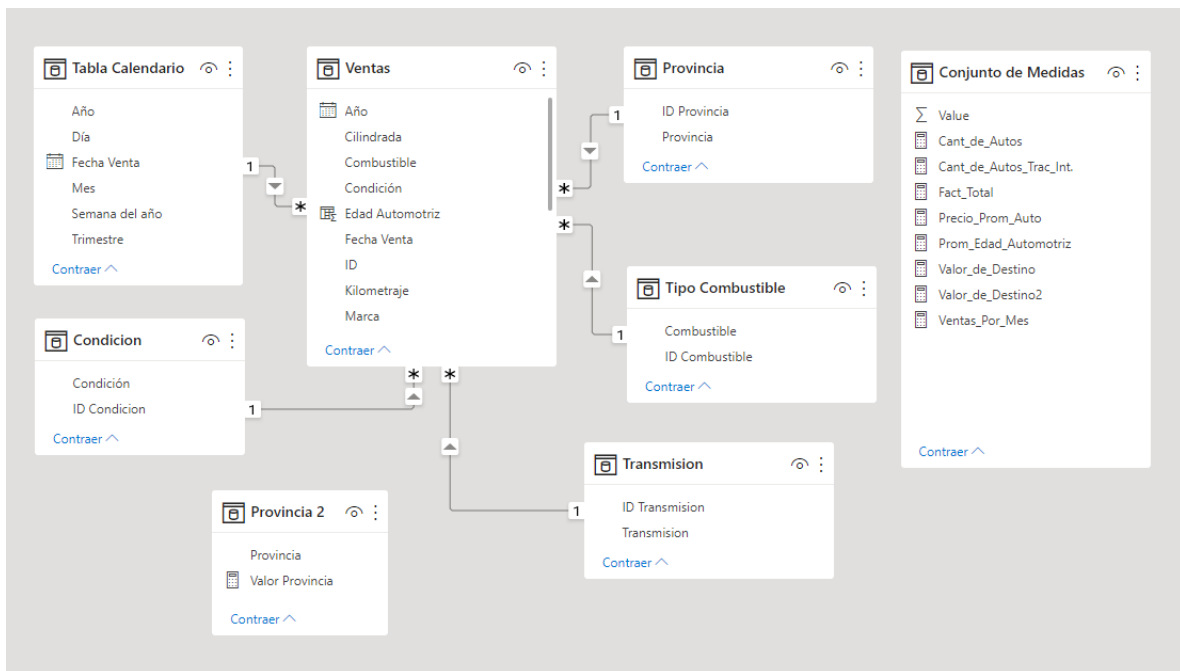 Tabla Calendario
Año
Día
Fecha Venta
Mes
Semana del año
Trimestre
Contraer
1
*
Ventas
Año
Cilindrada
Combustible
Condición
Edad Automotriz
Fecha Venta
ID
Kilometraje
Marca
Contraer
Provincia
ID Provincia
Provincia
Contraer
1
*
Conjunto de Medidas
Σ Value
Cant_de_Autos
Cant_de_Autos_Trac_Int.
Fact_Total
Precio_Prom_Auto
Prom_Edad_Automotriz
Valor_de_Destino
Valor_de_Destino2
Ventas_Por_Mes
Contraer
*
Tipo Combustible
Combustible
ID Combustible
Contraer
1
Condicion
Condición
ID Condicion
Contraer
1
* *
Transmision
ID Transmision
Transmision
Contraer
1
Provincia 2
Provincia
Valor Provincia
Contraer